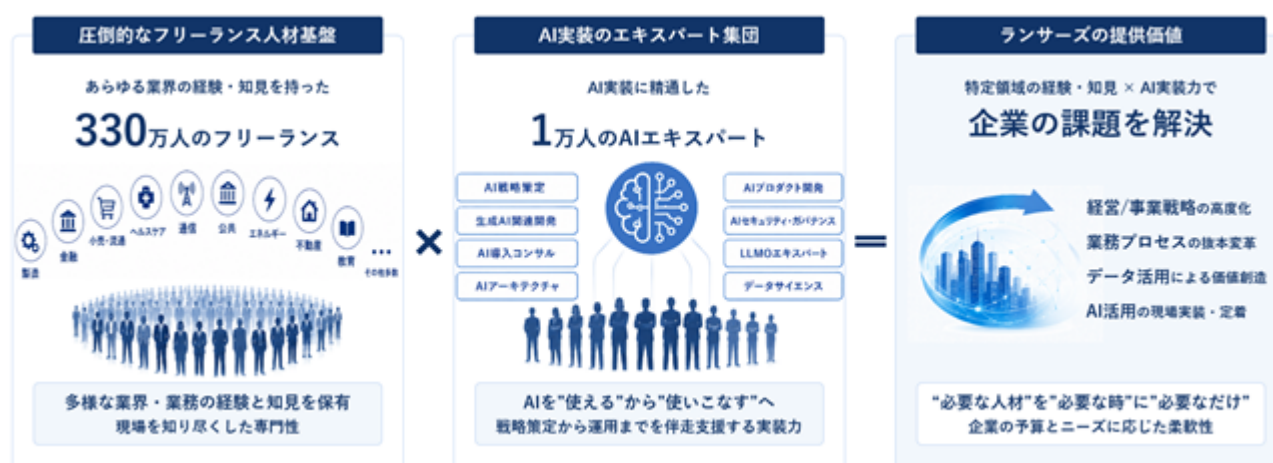 圧倒的なフリーランス人材基盤
あらゆる業界の経験・知見を持った
330万人のフリーランス
製造
金融
小売・流通
ヘルスケア
通信
公共
エネルギー
不動産
教育
…
その他多数
多様な業界・業務の経験と知見を保有
現場を知り尽くした専門性
×
AI実装のエキスパート集団
AI実装に精通した
1万人のAIエキスパート
AI戦略策定
生成AI関連開発
AI導入コンサル
AIアーキテクチャ
AIプロダクト開発
AIセキュリティ・ガバナンス
LLMOエキスパート
データサイエンス
AIを"使える"から"使いこなす"へ
戦略策定から運用までを伴走支援する実装力
=
ランサーズの提供価値
特定領域の経験・知見 × AI実装力で
企業の課題を解決
経営/事業戦略の高度化
業務プロセスの抜本変革
データ活用による価値創造
AI活用の現場実装・定着
"必要な人材"を"必要な時"に"必要なだけ"
企業の予算とニーズに応じた柔軟性